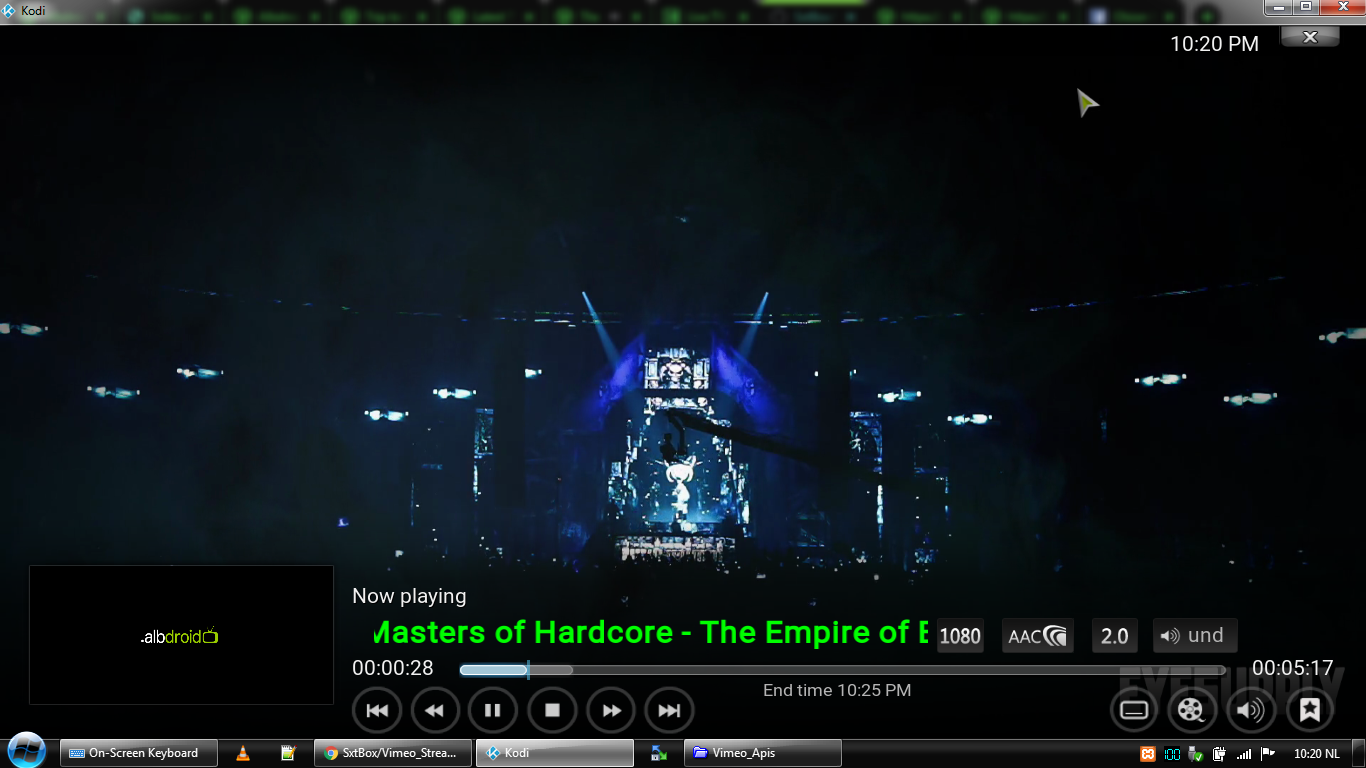 Kodi
10:20 PM
.albdroid
Now playing
Masters of Hardcore - The Empire of
1080
AAC
2.0
und
00:00:28
00:05:17
End time 10:25 PM
On-Screen Keyboard
SxtBox/Vimeo_Strea...
Kodi
Vimeo_Apis
100
10:20 NL